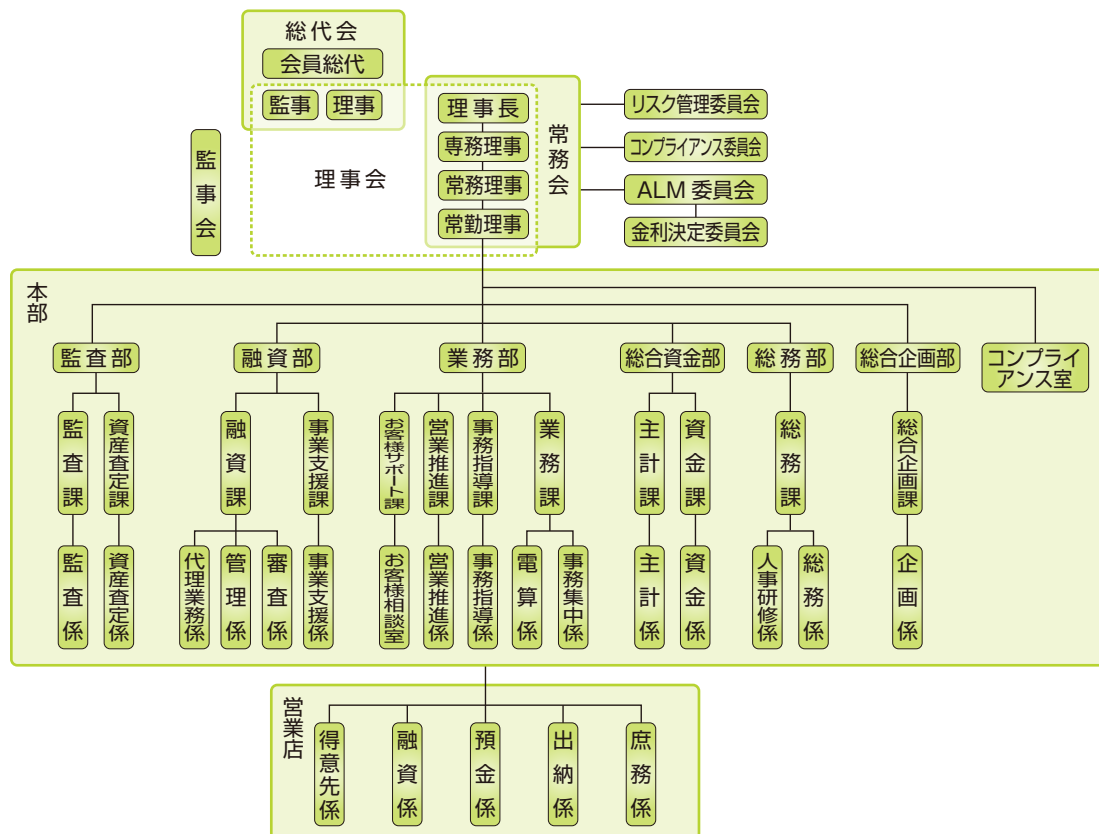 総代会
会員総代
監事
理事
理事長
専務理事
常務理事
常勤理事
常務会
理事会
監事会
リスク管理委員会
コンプライアンス委員会
ALM 委員会
金利決定委員会
本部
監査部
融資部
業務部
総合資金部
総務部
総合企画部
コンプライ
アンス室
監査課
資産査定課
融資課
事業支援課
お客様サポート課
営業推進課
事務指導課
業務課
主計課
資金課
総務課
総合企画課
監査係
資産査定係
代理業務係
管理係
審査係
事業支援係
お客様相談室
営業推進係
事務指導係
電算係
事務集中係
主計係
資金係
人事研修係
総務係
企画係
営業店
得意先係
融資係
預金係
出納係
庶務係